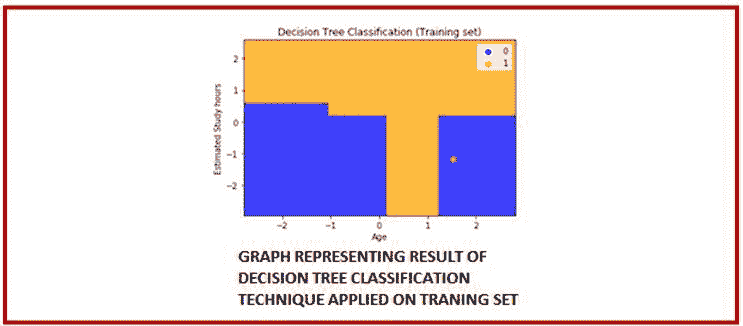 Decision Tree Classification (Training set)
0
1
2
1
0
−1
−2
Estimated Study hours
−2
−1
0
1
2
Age
GRAPH REPRESENTING RESULT OF
DECISION TREE CLASSIFICATION
TECHNIQUE APPLIED ON TRANING SET